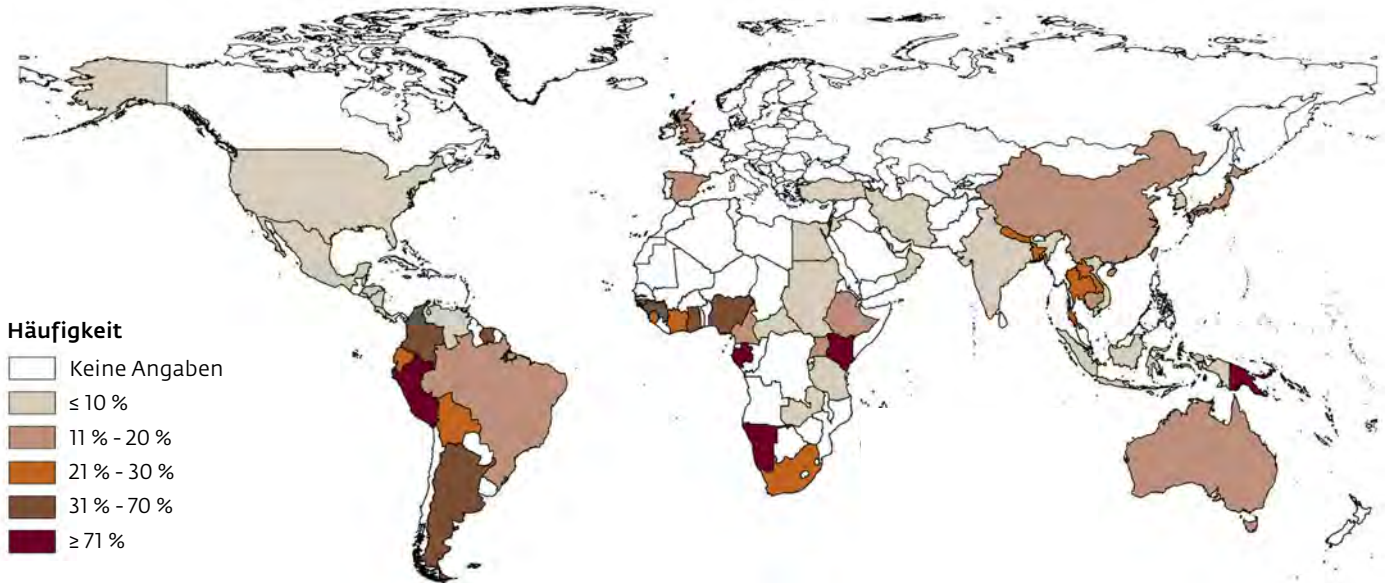 Häufigkeit
Keine Angaben
≤ 10 %
11 % - 20 %
21 % - 30 %
31 % - 70 %
≥ 71 %